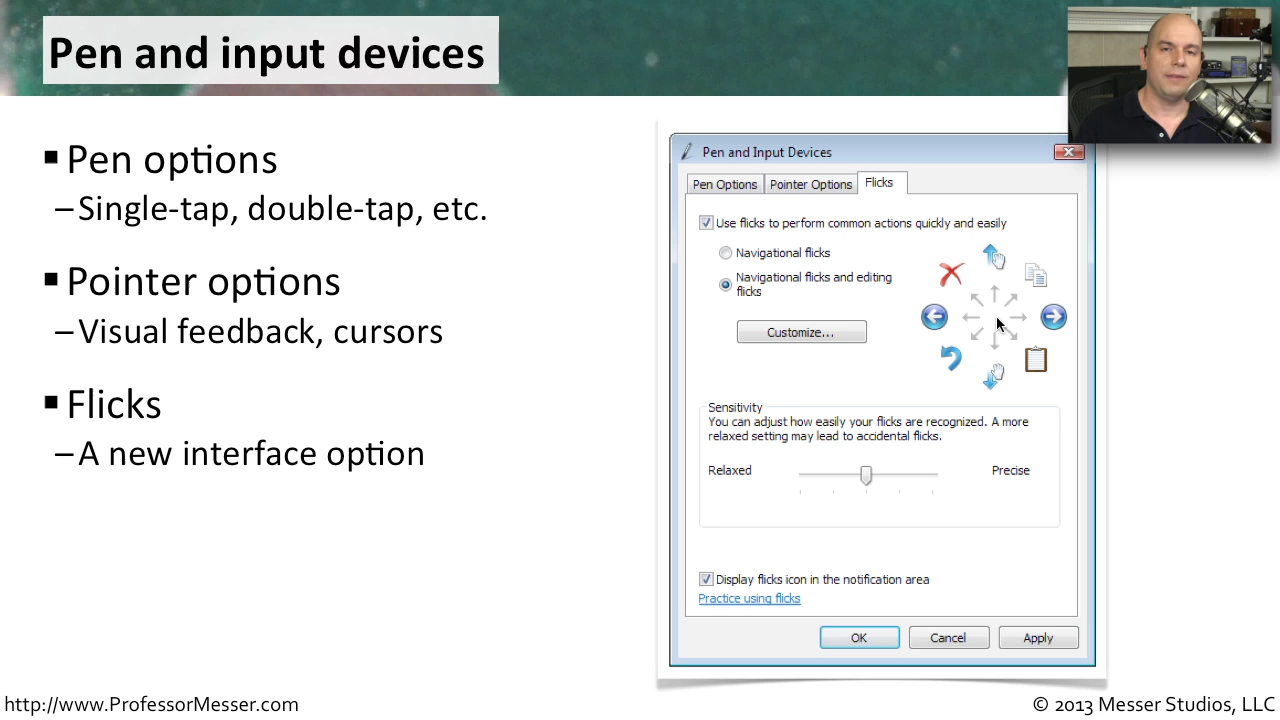 Pen and input devices
▪ Pen options
– Single-tap, double-tap, etc.
▪ Pointer options
– Visual feedback, cursors
▪ Flicks
– A new interface option
Pen and Input Devices
Pen Options
Pointer Options
Flicks
Use flicks to perform common actions quickly and easily
Navigational flicks
Navigational flicks and editing
flicks
Customize...
Sensitivity
You can adjust how easily your flicks are recognized. A more
relaxed setting may lead to accidental flicks.
Relaxed
Precise
Display flicks icon in the notification area
Practice using flicks
OK
Cancel
Apply
http://www.ProfessorMesser.com
© 2013 Messer Studios, LLC